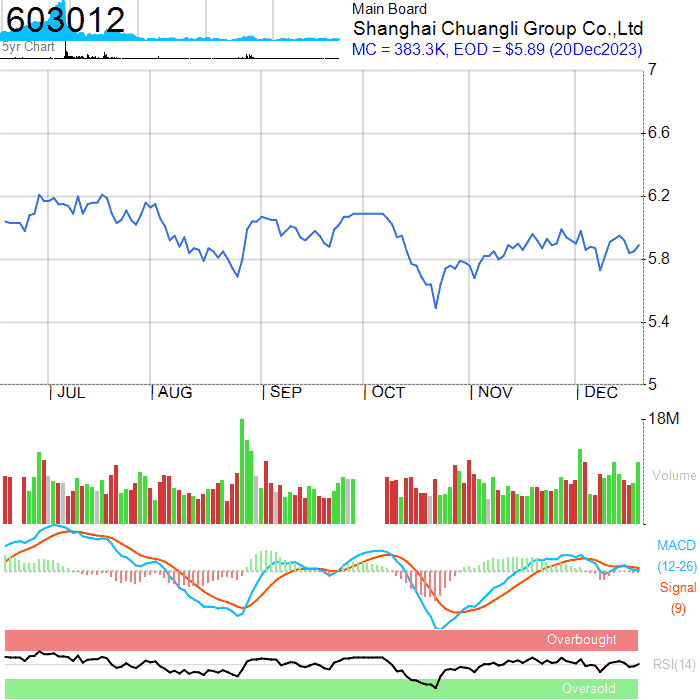 603012
5yr Chart
Main Board
Shanghai Chuangli Group Co.,Ltd
MC = 383.3K, EOD = $5.89 (20Dec2023)
7
6.6
6.2
5.8
5.4
5
JUL AUG SEP OCT NOV DEC
18M
Volume
MACD
(12-26)
Signal
(9)
Overbought
RSI(14)
Oversold